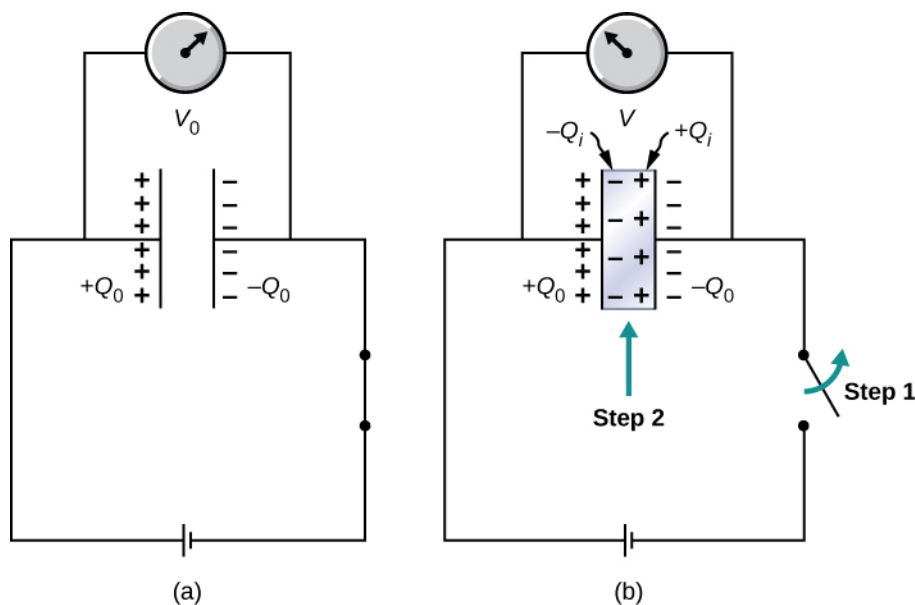 V₀
+Q₀
–Q₀
(a)
V
–Qᵢ
+Qᵢ
+Q₀
–Q₀
Step 1
Step 2
(b)